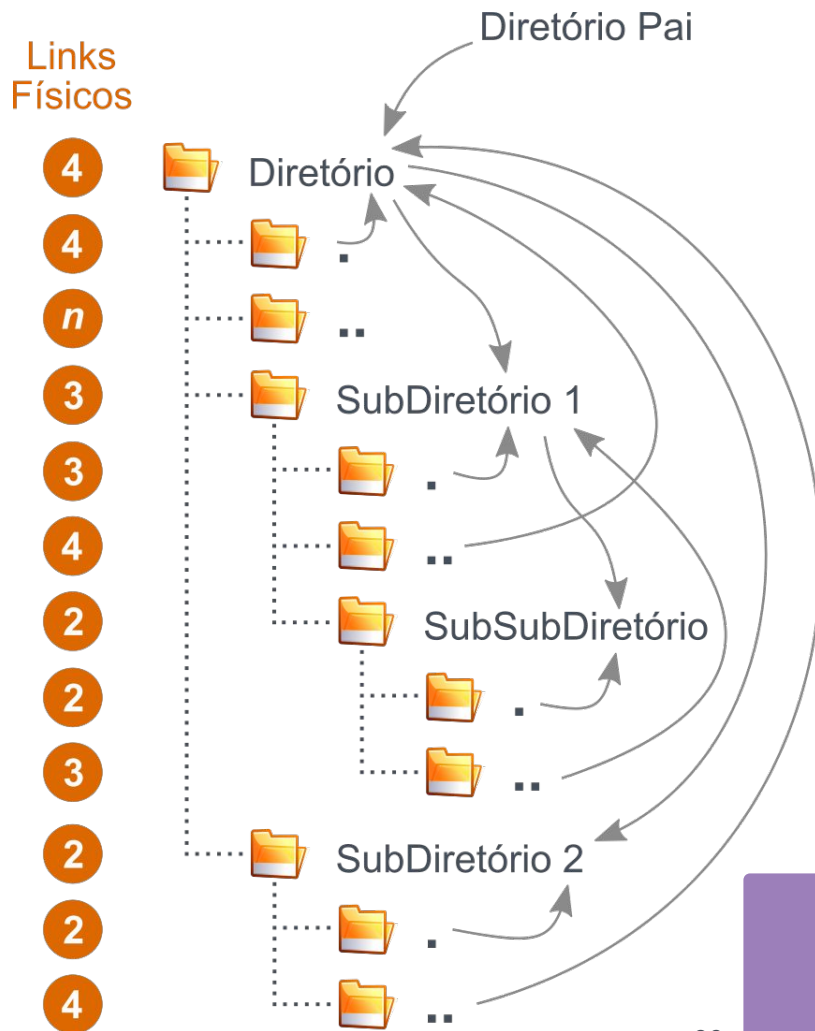 Diretório Pai
Links
Físicos
4 Diretório
4 .
n ..
3 SubDiretório 1
3 .
4 ..
2 SubSubDiretório
2 .
3 ..
2 SubDiretório 2
2 .
4 ..